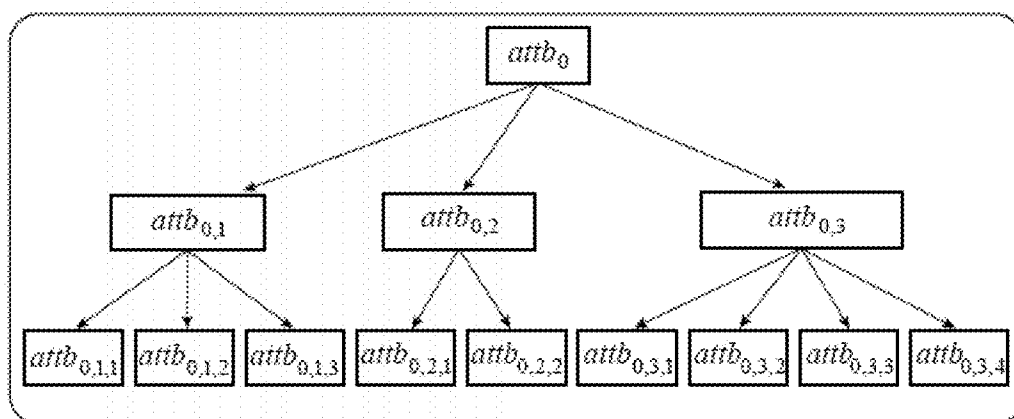 attb₀
attb₀,₁ attb₀,₂ attb₀,₃
attb₀,₁,₁ attb₀,₁,₂ attb₀,₁,₃ attb₀,₂,₁ attb₀,₂,₂ attb₀,₃,₁ attb₀,₃,₂ attb₀,₃,₃ attb₀,₃,₄